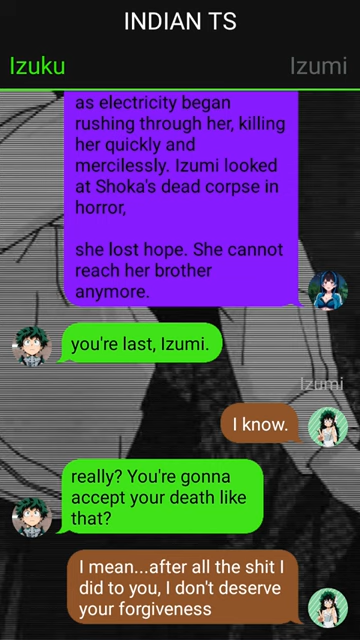 INDIAN TS
Izuku Izumi
as electricity began
rushing through her, killing
her quickly and
mercilessly. Izumi looked
at Shoka's dead corpse in
horror,
she lost hope. She cannot
reach her brother
anymore.
you're last, Izumi.
Izumi
I know.
really? You're gonna
accept your death like
that?
I mean...after all the shit I
did to you, I don't deserve
your forgiveness